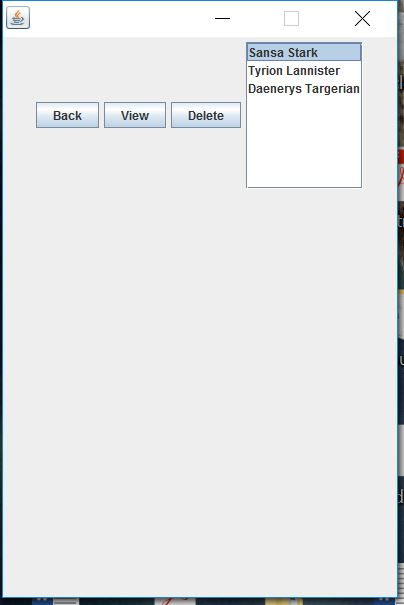 Sansa Stark
Tyrion Lannister
Daenerys Targerian
Back View Delete